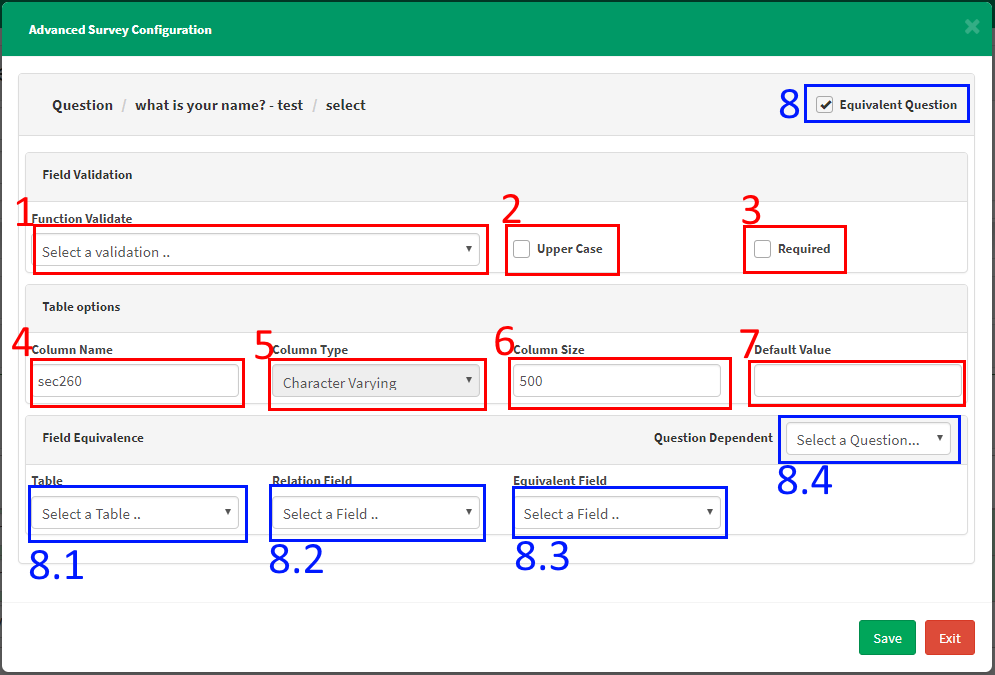 Advanced Survey Configuration ×
Question / what is your name? - test / select 8 Equivalent Question
Field Validation
1 Function Validate 2 3
Select a validation .. Upper Case Required
Table options
4 Column Name 5 Column Type 6 Column Size 7 Default Value
sec260 Character Varying 500
Field Equivalence Question Dependent Select a Question...
8.4
Table Relation Field Equivalent Field
Select a Table .. Select a Field .. Select a Field ..
8.1 8.2 8.3
Save Exit